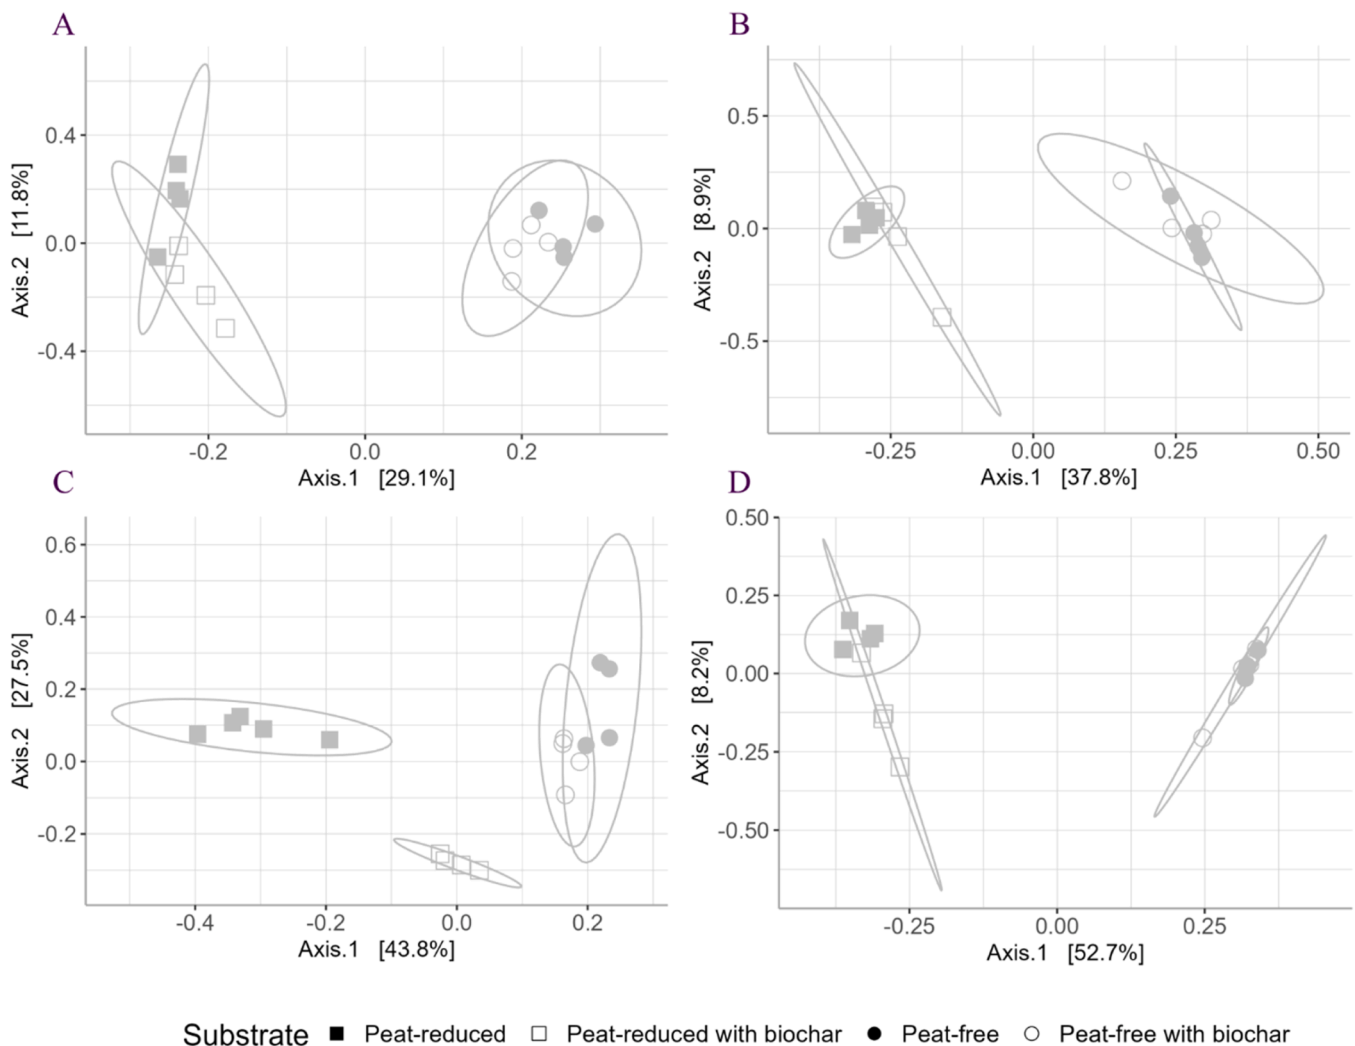 A
0.4
0.0
-0.4
Axis.2 [11.8%]
-0.2 0.0 0.2
Axis.1 [29.1%]
B
0.5
0.0
-0.5
Axis.2 [8.9%]
-0.25 0.00 0.25 0.50
Axis.1 [37.8%]
C
0.6
0.4
0.2
0.0
-0.2
Axis.2 [27.5%]
-0.4 -0.2 0.0 0.2
Axis.1 [43.8%]
D
0.50
0.25
0.00
-0.25
-0.50
Axis.2 [8.2%]
-0.25 0.00 0.25
Axis.1 [52.7%]
Substrate Peat-reduced Peat-reduced with biochar Peat-free Peat-free with biochar